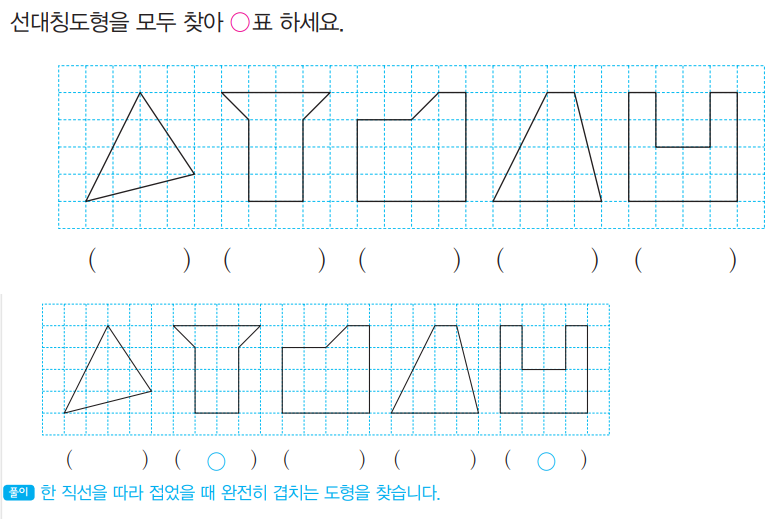 선대칭도형을 모두 찾아 ○표 하세요.
( ) ( ) ( ) ( ) ( )
( ) ( ○ ) ( ) ( ) ( ○ )
풀이 한 직선을 따라 접었을 때 완전히 겹치는 도형을 찾습니다.